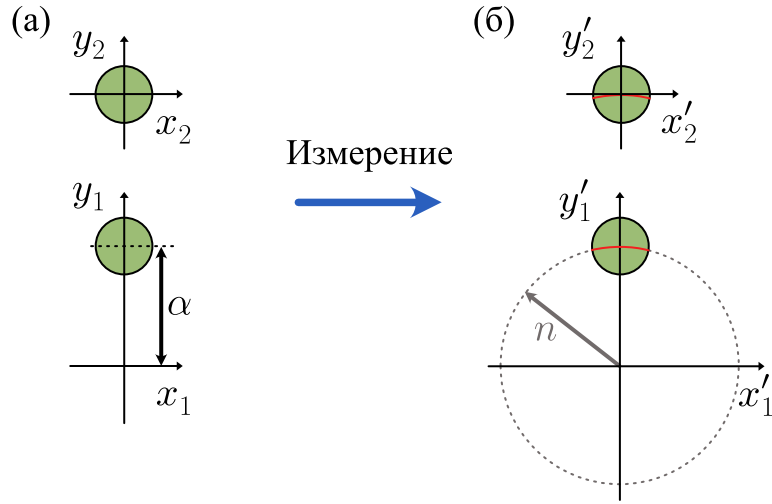 (а)
y₂
x₂
y₁
α
x₁
Измерение
(б)
y′₂
x′₂
y′₁
n
x′₁